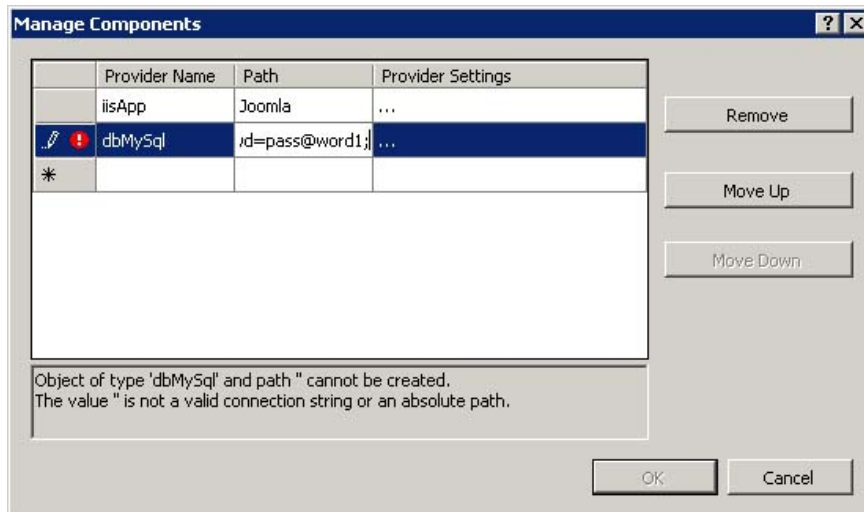 Manage Components
Provider Name Path Provider Settings
iisApp Joomla ...
dbMySql vd=pass@word1; ...
Remove
Move Up
Move Down
Object of type 'dbMySql' and path '' cannot be created.
The value '' is not a valid connection string or an absolute path.
OK Cancel